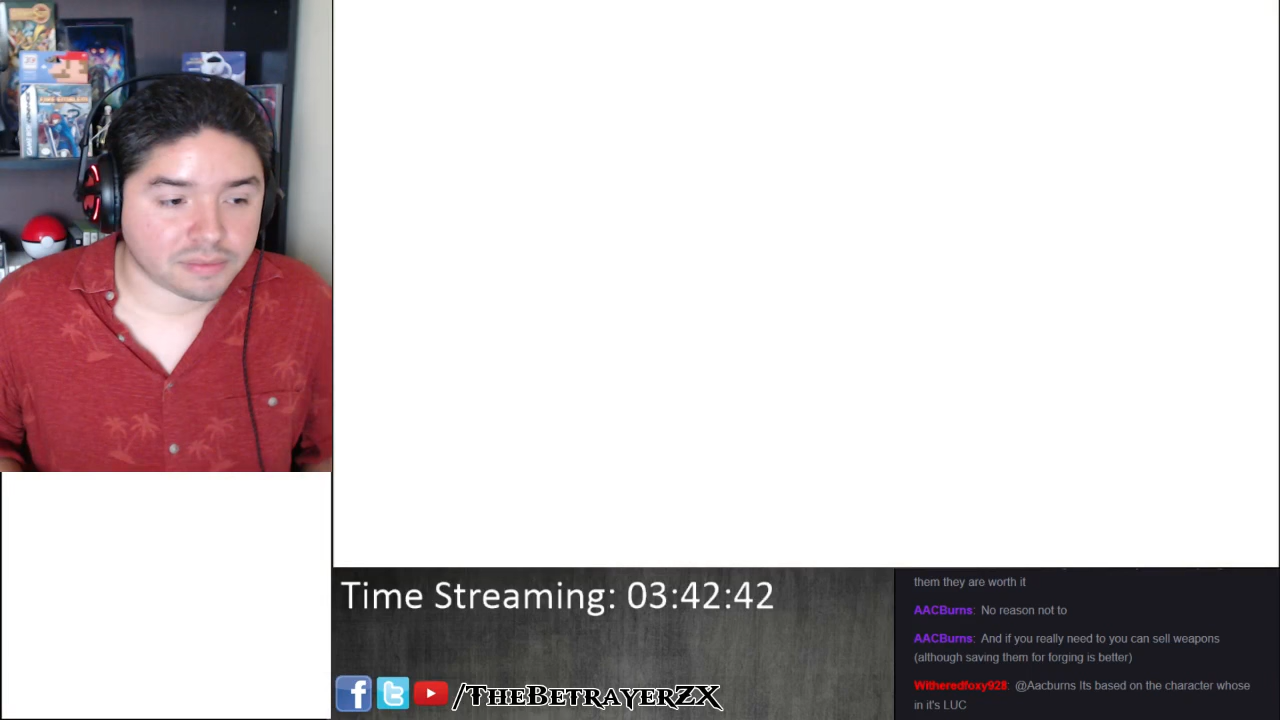 them they are worth it
AACBurns: No reason not to
AACBurns: And if you really need to you can sell weapons
(although saving them for forging is better)
Witheredfoxy928: @Aacburns Its based on the character whose
in it's LUC
Time Streaming: 03:42:42
/TheBetrayerZX